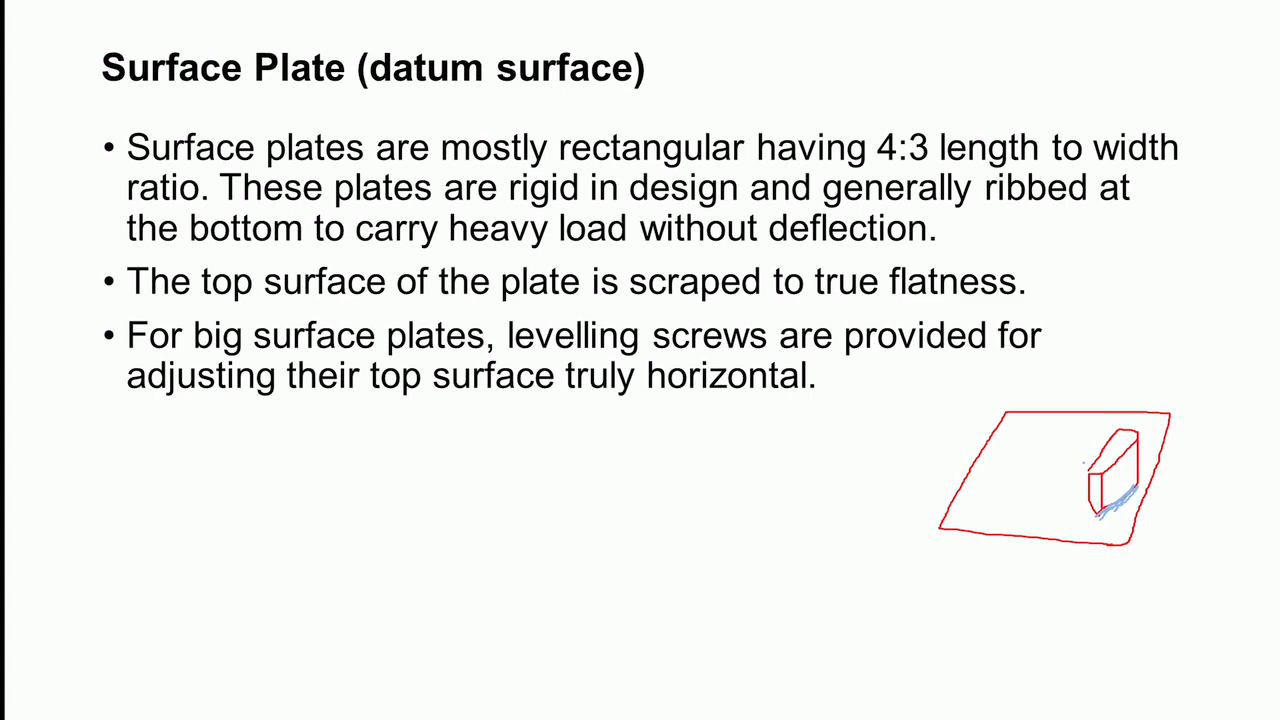 Surface Plate (datum surface)
• Surface plates are mostly rectangular having 4:3 length to width
ratio. These plates are rigid in design and generally ribbed at
the bottom to carry heavy load without deflection.
• The top surface of the plate is scraped to true flatness.
• For big surface plates, levelling screws are provided for
adjusting their top surface truly horizontal.